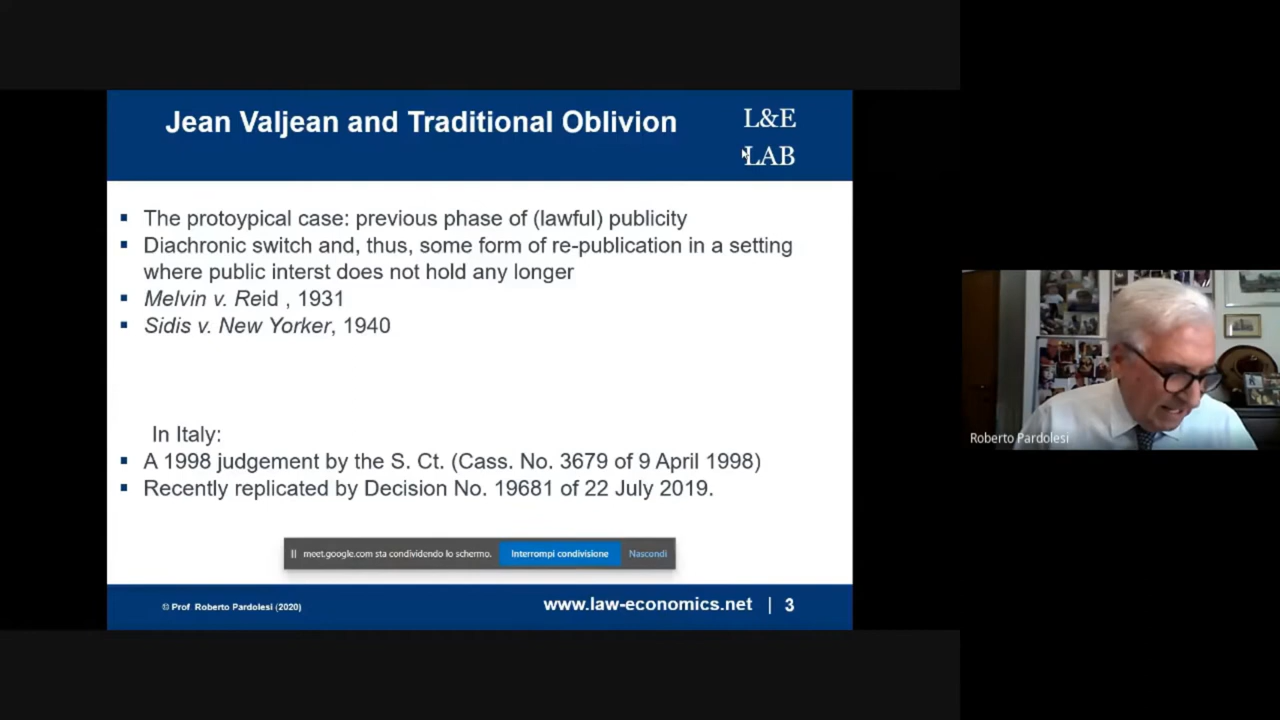 Jean Valjean and Traditional Oblivion
L&E
LAB
The protoypical case: previous phase of (lawful) publicity
Diachronic switch and, thus, some form of re-publication in a setting
where public interst does not hold any longer
Melvin v. Reid , 1931
Sidis v. New Yorker, 1940
In Italy:
A 1998 judgement by the S. Ct. (Cass. No. 3679 of 9 April 1998)
Recently replicated by Decision No. 19681 of 22 July 2019.
meet.google.com sta condividendo lo schermo. Interrompi condivisione Nascondi
© Prof Roberto Pardolesi (2020)
www.law-economics.net | 3
Roberto Pardolesi